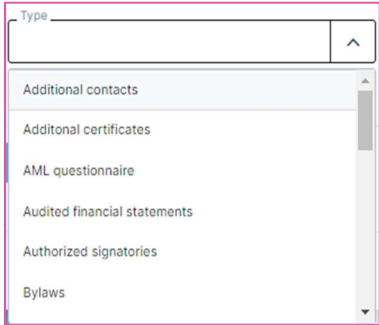 Type
Additional contacts
Additonal certificates
AML questionnaire
Audited financial statements
Authorized signatories
Bylaws